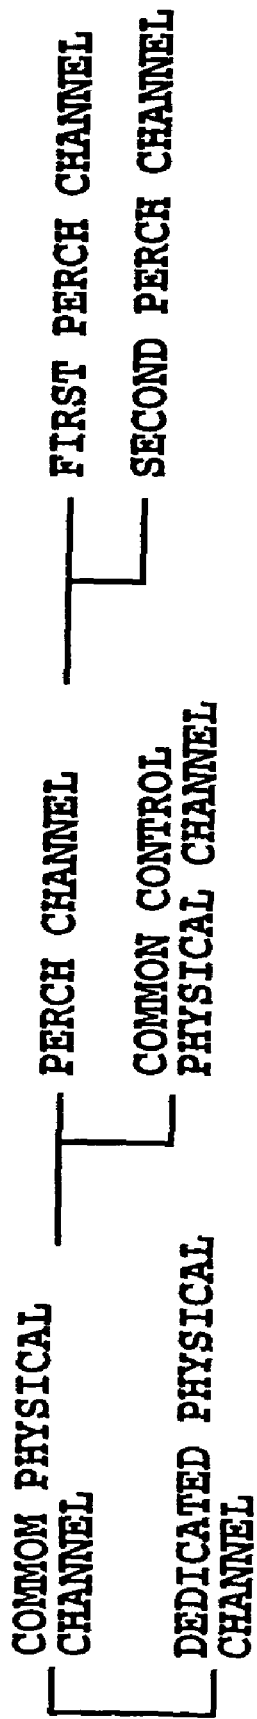 COMMOM PHYSICAL
CHANNEL
PERCH CHANNEL
FIRST PERCH CHANNEL
SECOND PERCH CHANNEL
COMMON CONTROL
PHYSICAL CHANNEL
DEDICATED PHYSICAL
CHANNEL